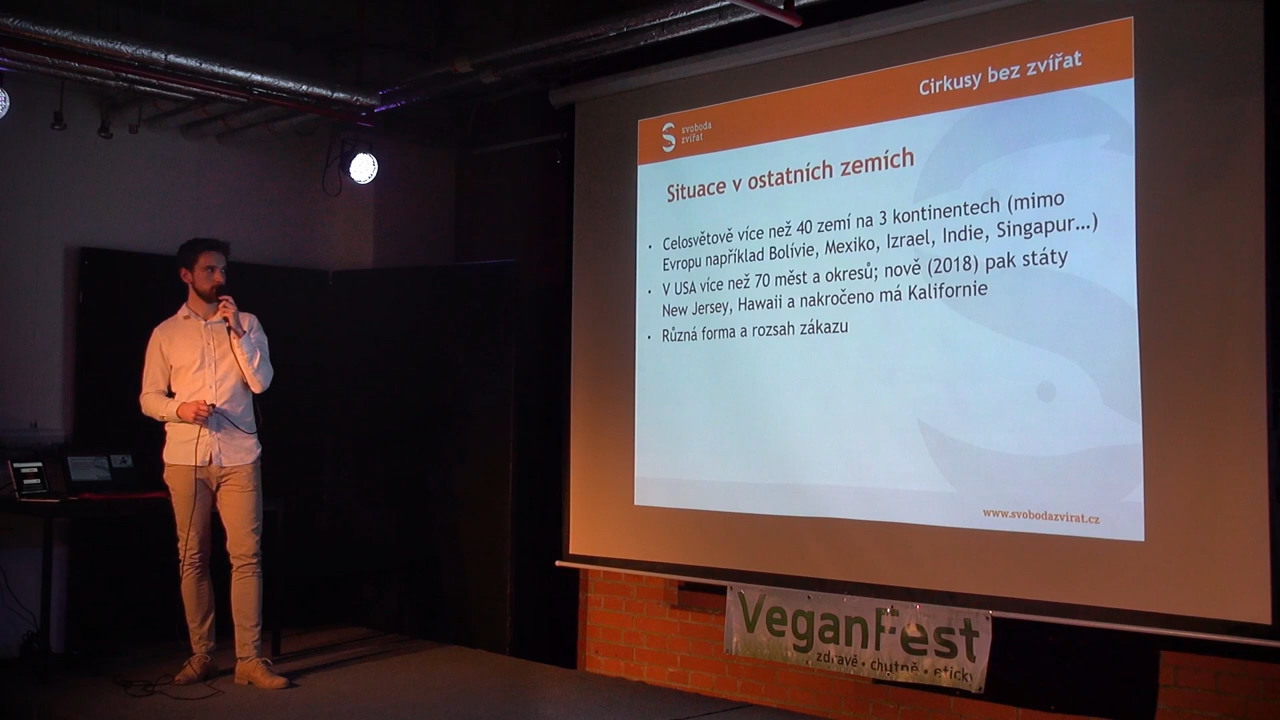 Cirkusy bez zvířat
svoboda
zvířat
Situace v ostatních zemích
• Celosvětově více než 40 zemí na 3 kontinentech (mimo
Evropu například Bolívie, Mexiko, Izrael, Indie, Singapur...)
• V USA více než 70 měst a okresů; nově (2018) pak státy
New Jersey, Hawaii a nakročeno má Kalifornie
• Různá forma a rozsah zákazu
www.svobodazvirat.cz
VeganFest
zdravě • chutně • eticky